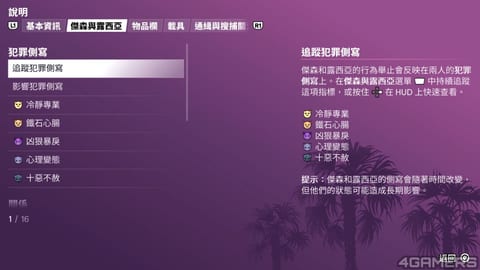 說明
L1 基本資訊 傑森與露西亞 物品欄 載具 通緝與搜捕 R1
犯罪側寫
追蹤犯罪側寫
影響犯罪側寫
冷靜專業
鐵石心腸
凶狠暴戾
心理變態
十惡不赦
關係
1 / 16
追蹤犯罪側寫
傑森和露西亞的行為舉止會反映在兩人的犯罪
側寫上。在傑森與露西亞選單 中持續追蹤
這項指標，或按住 在 HUD 上快速查看。
冷靜專業
鐵石心腸
凶狠暴戾
心理變態
十惡不赦
提示：傑森和露西亞的側寫會隨著時間改變，
但他們的狀態可能造成長期影響。
返回
4GAMERS